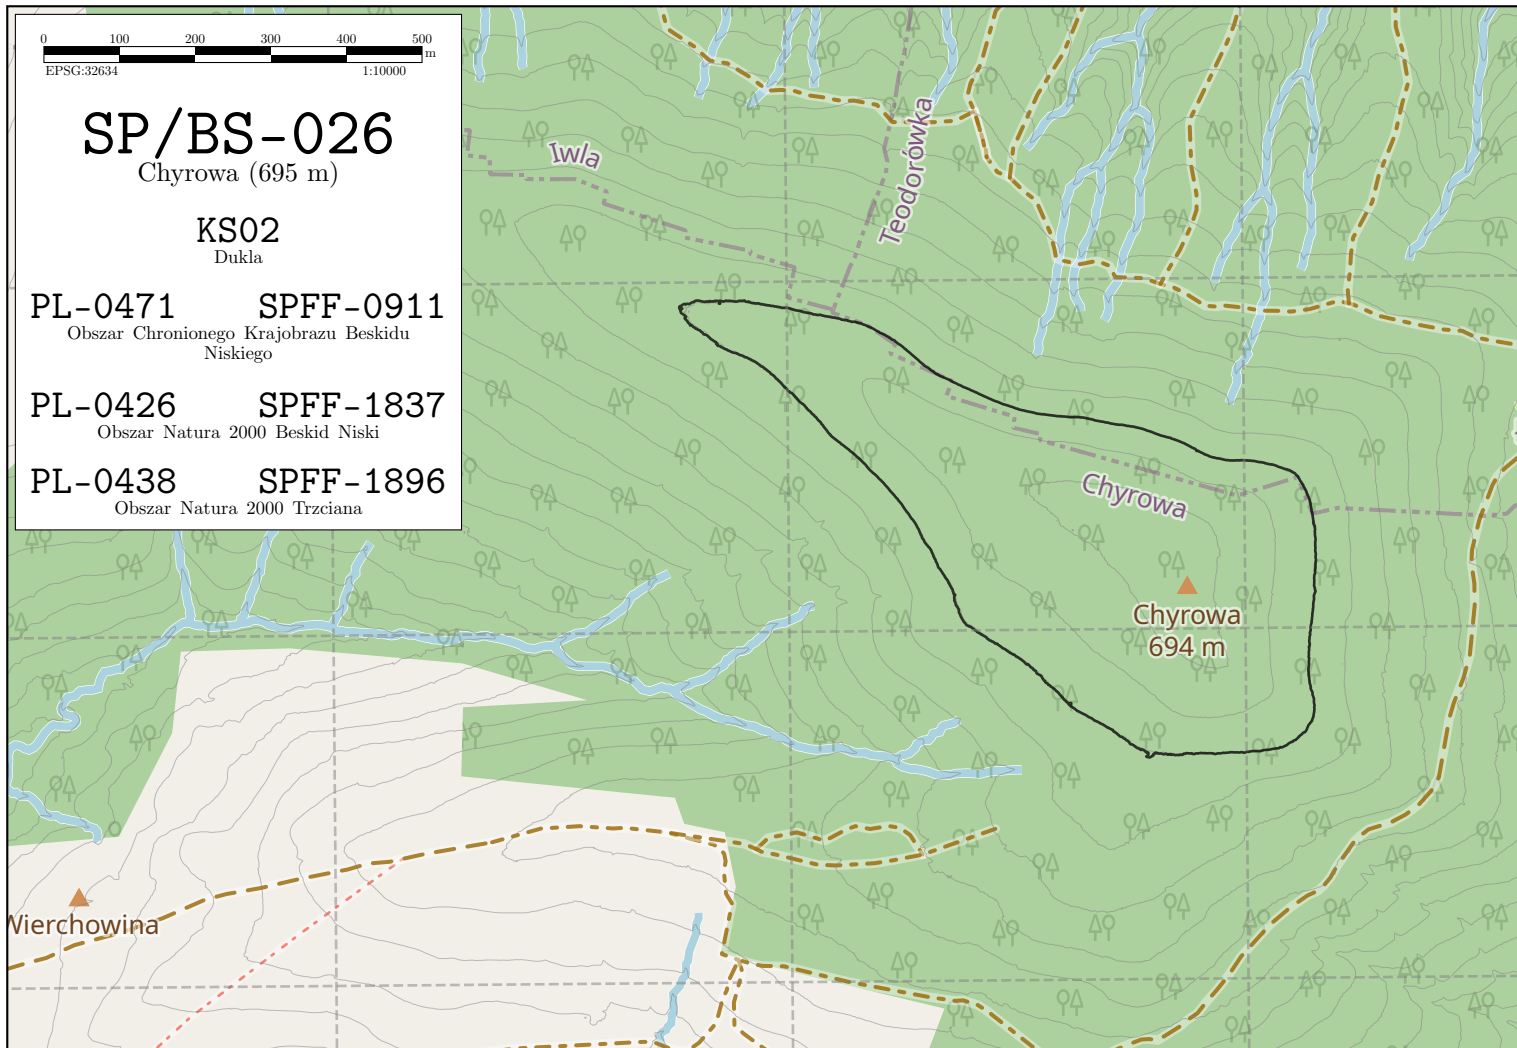 0 100 200 300 400 500
m
EPSG:32634 1:10000
SP/BS-026
Chyrowa (695 m)
KS02
Dukla
PL-0471 SPFF-0911
Obszar Chronionego Krajobrazu Beskidu
Niskiego
PL-0426 SPFF-1837
Obszar Natura 2000 Beskid Niski
PL-0438 SPFF-1896
Obszar Natura 2000 Trzciana
Iwla
Teodorówka
Chyrowa
Chyrowa
694 m
Wierchowina